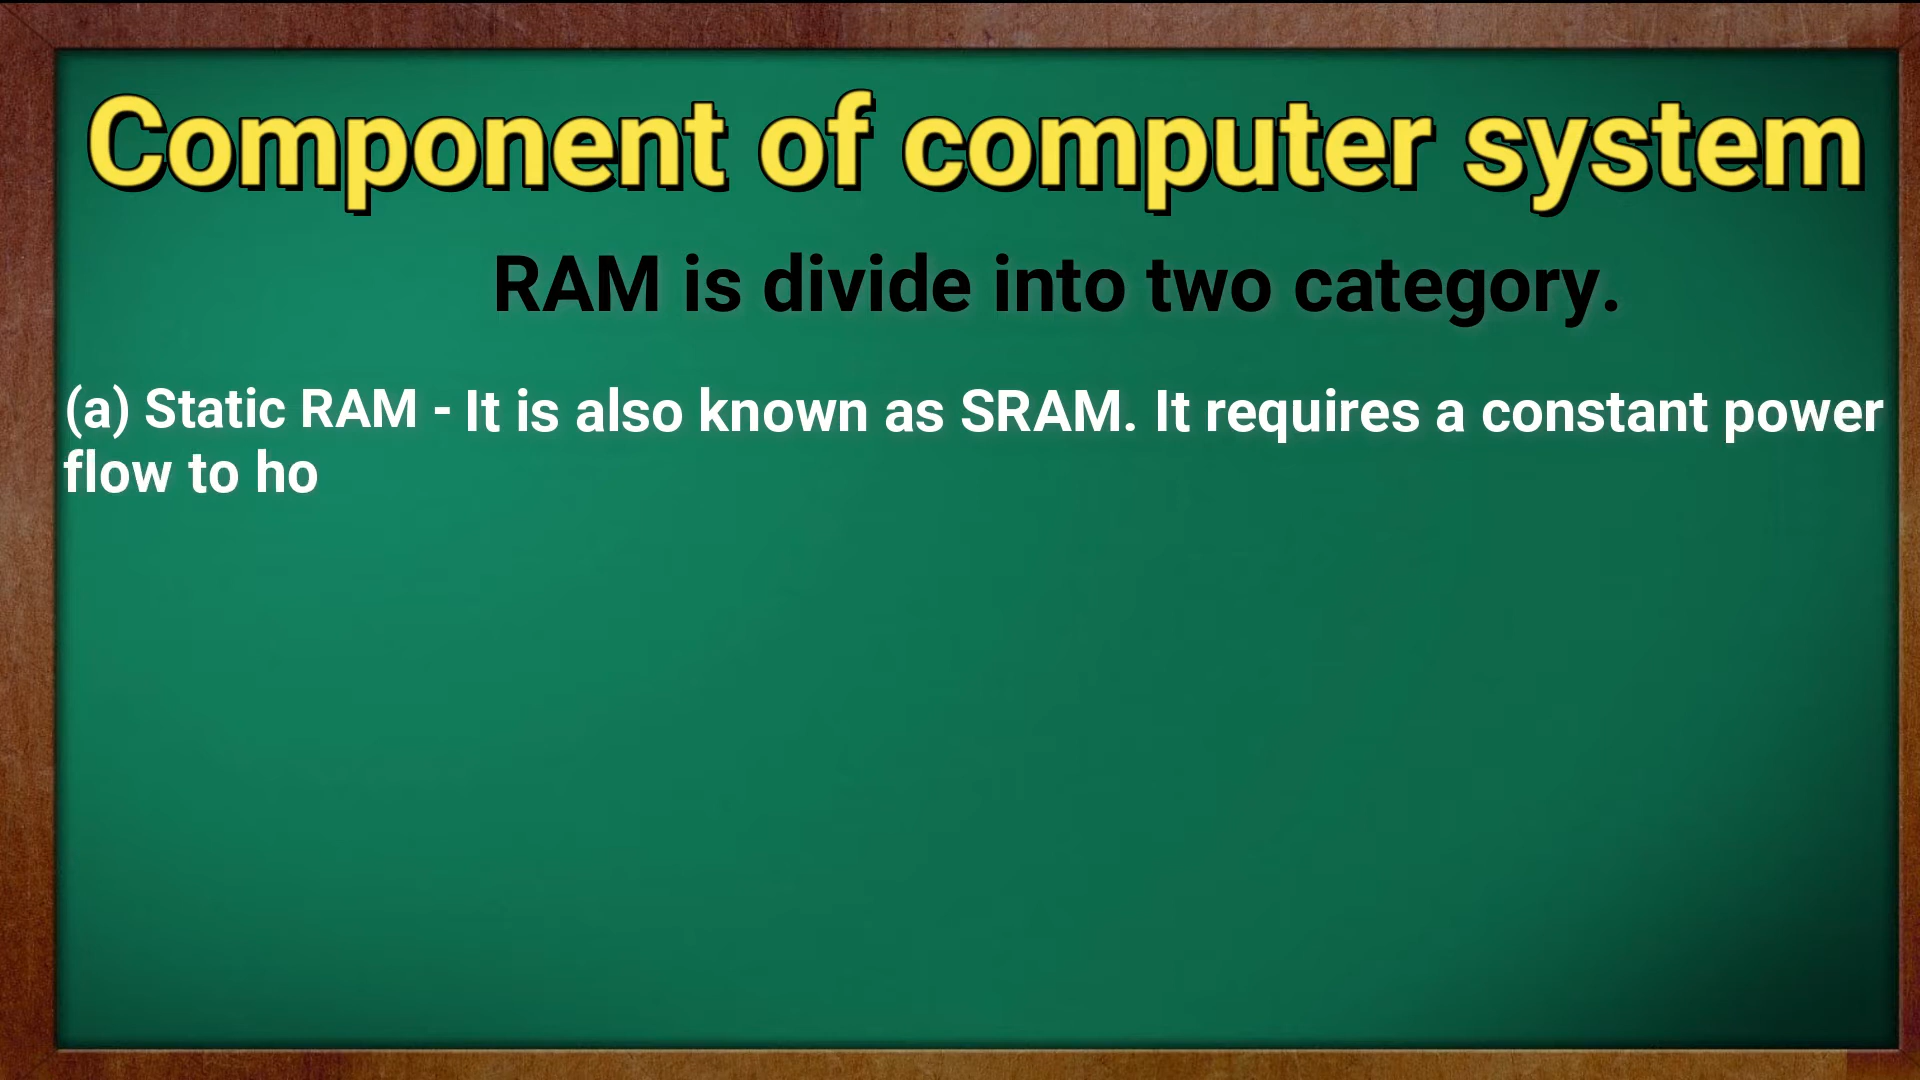 Component of computer system
RAM is divide into two category.
(a) Static RAM - It is also known as SRAM. It requires a constant power
flow to ho